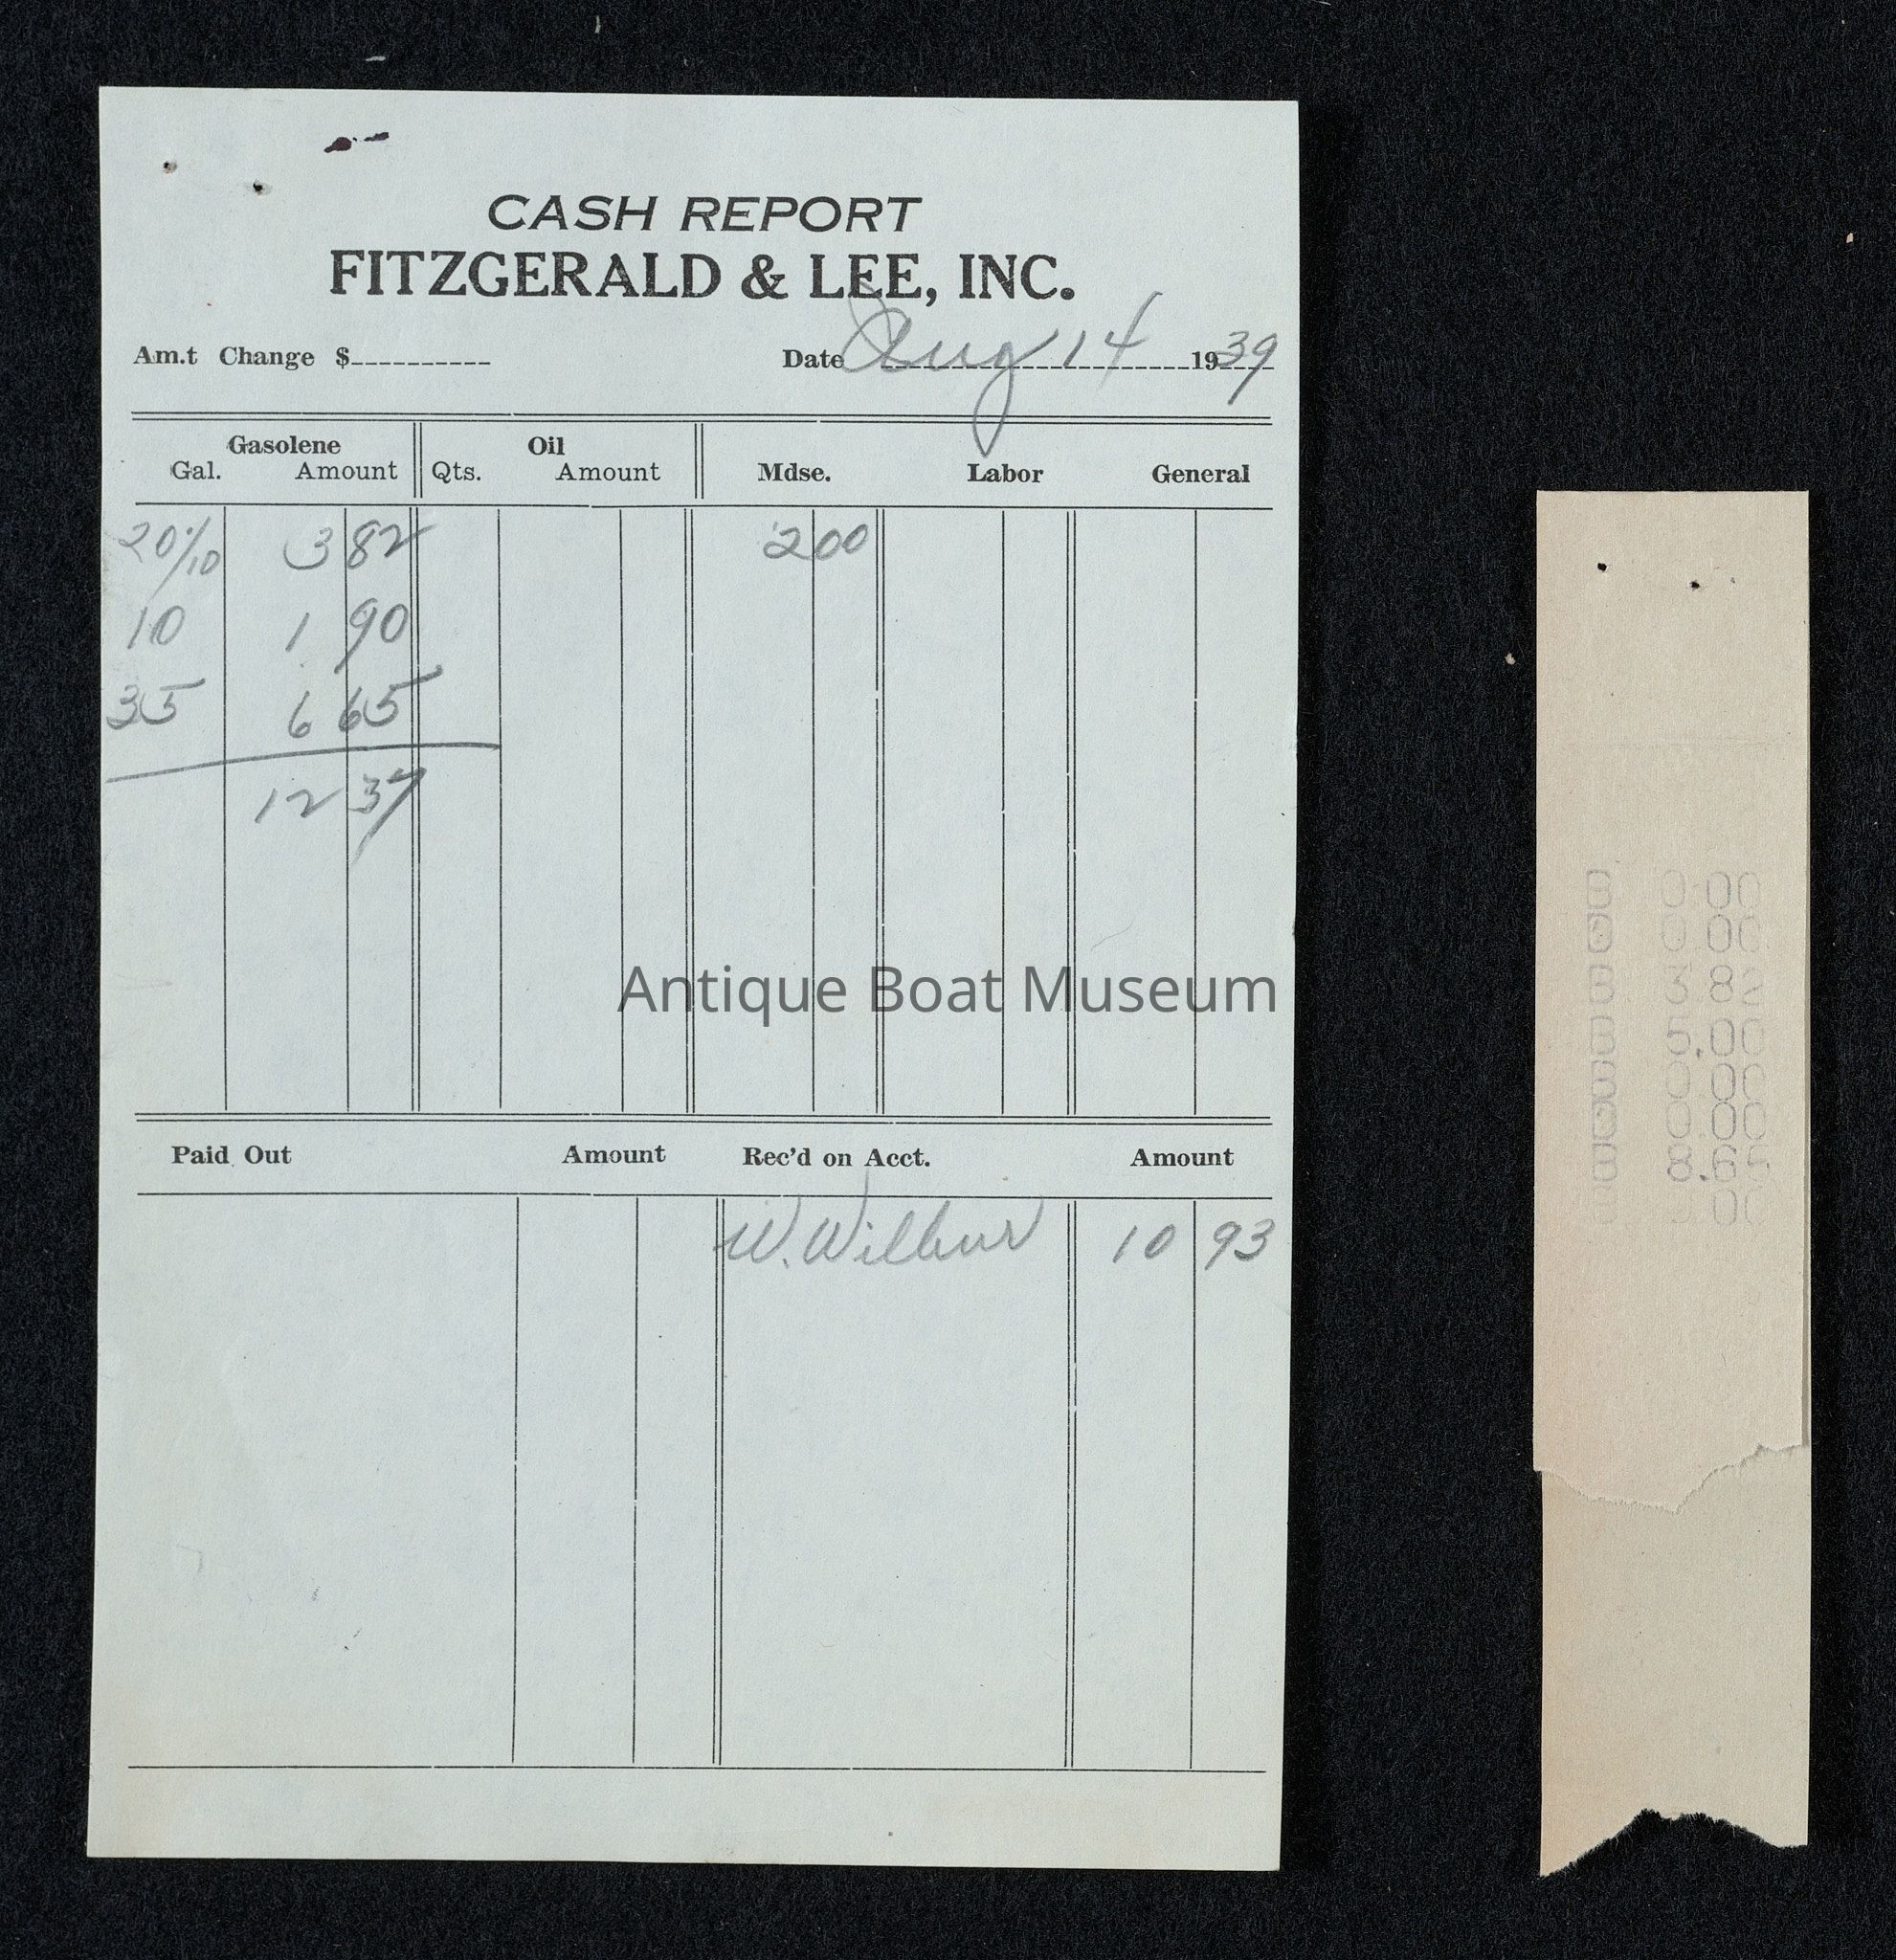 CASH REPORT
FITZGERALD & LEE, INC.
Am.t Change $ Date Aug 14 1939
Gasolene Oil
Gal. Amount Qts. Amount Mdse. Labor General
20 1/10 3 82 2 00
10 1 90
35 6 65
12 37
Antique Boat Museum
Paid Out Amount Rec'd on Acct. Amount
W. Wilbur 10 93
0.00
0.00
3.82
5.00
0.00
0.00
8.65